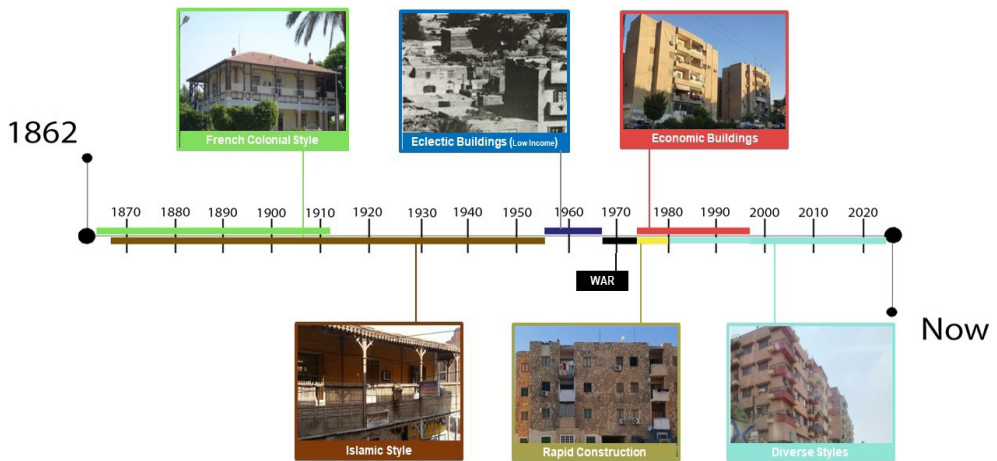 French Colonial Style
Eclectic Buildings (Low Income)
Economic Buildings
1862
1870 1880 1890 1900 1910 1920 1930 1940 1950 1960 1970 1980 1990 2000 2010 2020
WAR
Now
Islamic Style
Rapid Construction
Diverse Styles